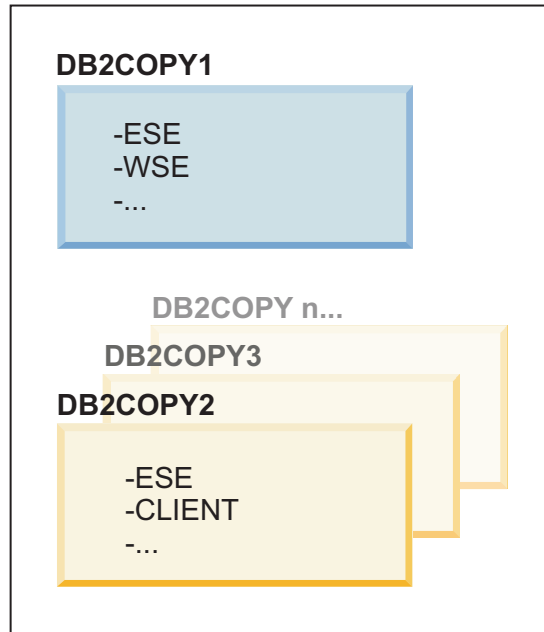 DB2COPY1
-ESE
-WSE
-...
DB2COPY n...
DB2COPY3
DB2COPY2
-ESE
-CLIENT
-...